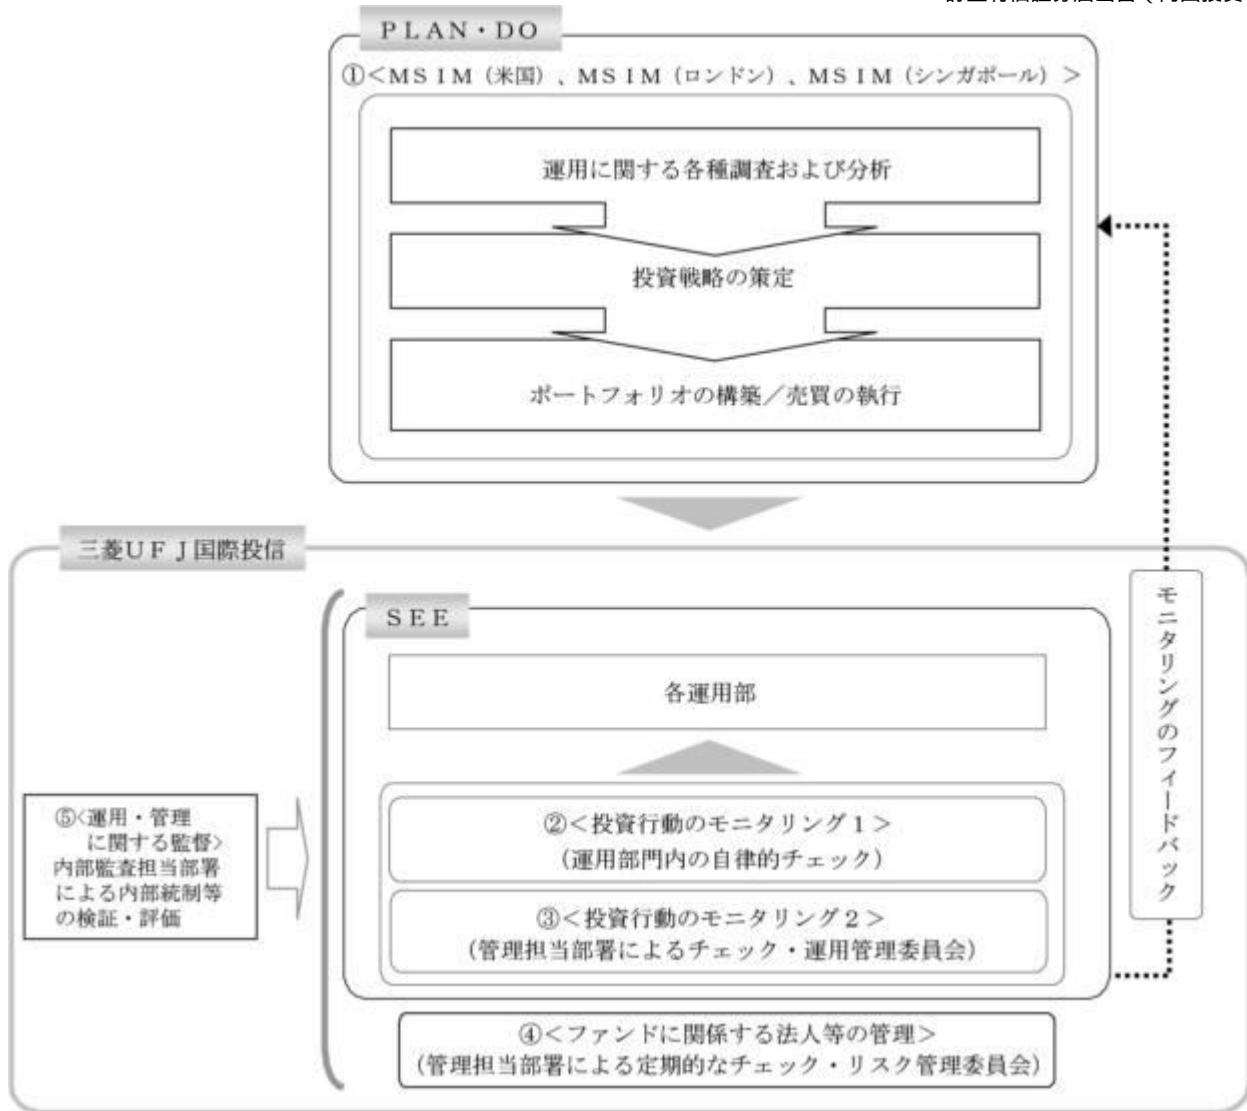 PLAN・DO
①＜MSIM（米国）、MSIM（ロンドン）、MSIM（シンガポール）＞
運用に関する各種調査および分析
投資戦略の策定
ポートフォリオの構築／売買の執行
三菱UFJ国際投信
SEE
各運用部
②＜投資行動のモニタリング１＞
（運用部門内の自律的チェック）
③＜投資行動のモニタリング２＞
（管理担当部署によるチェック・運用管理委員会）
④＜ファンドに関係する法人等の管理＞
（管理担当部署による定期的なチェック・リスク管理委員会）
⑤<運用・管理
に関する監督>
内部監査担当部署
による内部統制等
の検証・評価
モニタリングのフィードバック